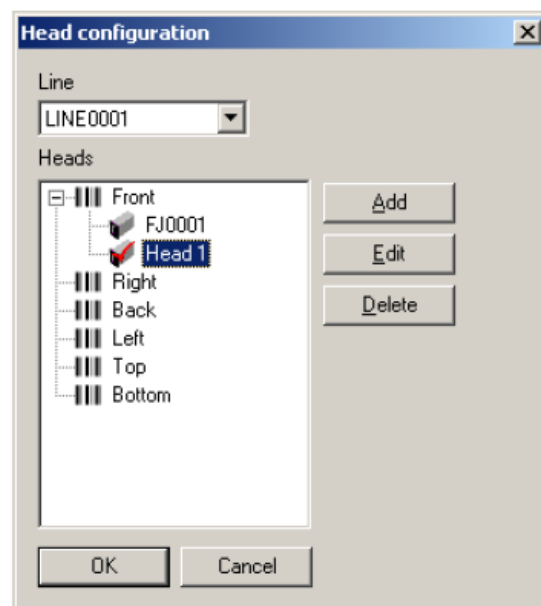 Head configuration
Line
LINE0001
Heads
Front
FJ0001
Head 1
Right
Back
Left
Top
Bottom
Add
Edit
Delete
OK
Cancel